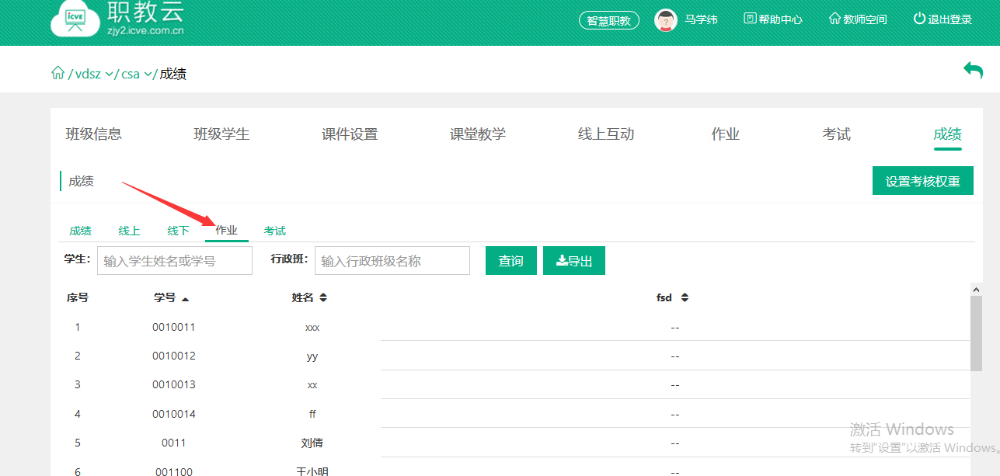 icve 职教云
zjy2.icve.com.cn
智慧职教 马学纬 帮助中心 教师空间 退出登录
/ vdsz / csa / 成绩
班级信息 班级学生 课件设置 课堂教学 线上互动 作业 考试 成绩
成绩 设置考核权重
成绩 线上 线下 作业 考试
学生: 输入学生姓名或学号 行政班: 输入行政班级名称 查询 导出
序号 学号 姓名 fsd
1 0010011 xxx --
2 0010012 yy --
3 0010013 xx --
4 0010014 ff --
5 0011 刘倩 --
6 001100 王小明 --
激活 Windows
转到"设置"以激活 Windows。